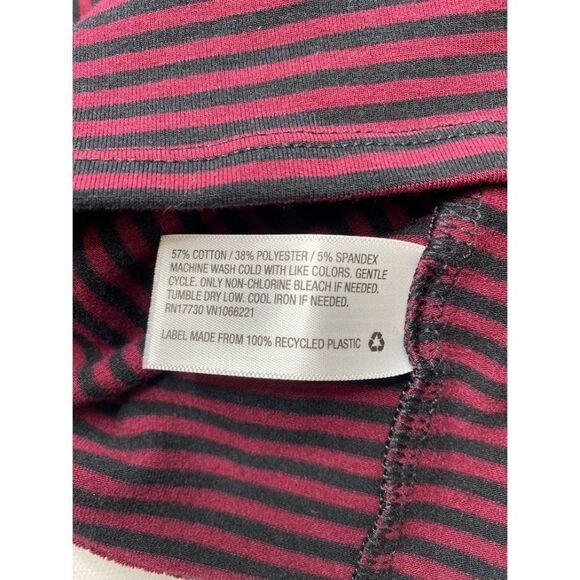 57% COTTON / 38% POLYESTER / 5% SPANDEX
MACHINE WASH COLD WITH LIKE COLORS. GENTLE
CYCLE. ONLY NON-CHLORINE BLEACH IF NEEDED.
TUMBLE DRY LOW. COOL IRON IF NEEDED.
RN17730 VN1066221
LABEL MADE FROM 100% RECYCLED PLASTIC